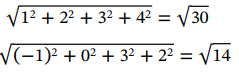 √(1² + 2² + 3² + 4²) = √30
√((−1)² + 0² + 3² + 2²) = √14